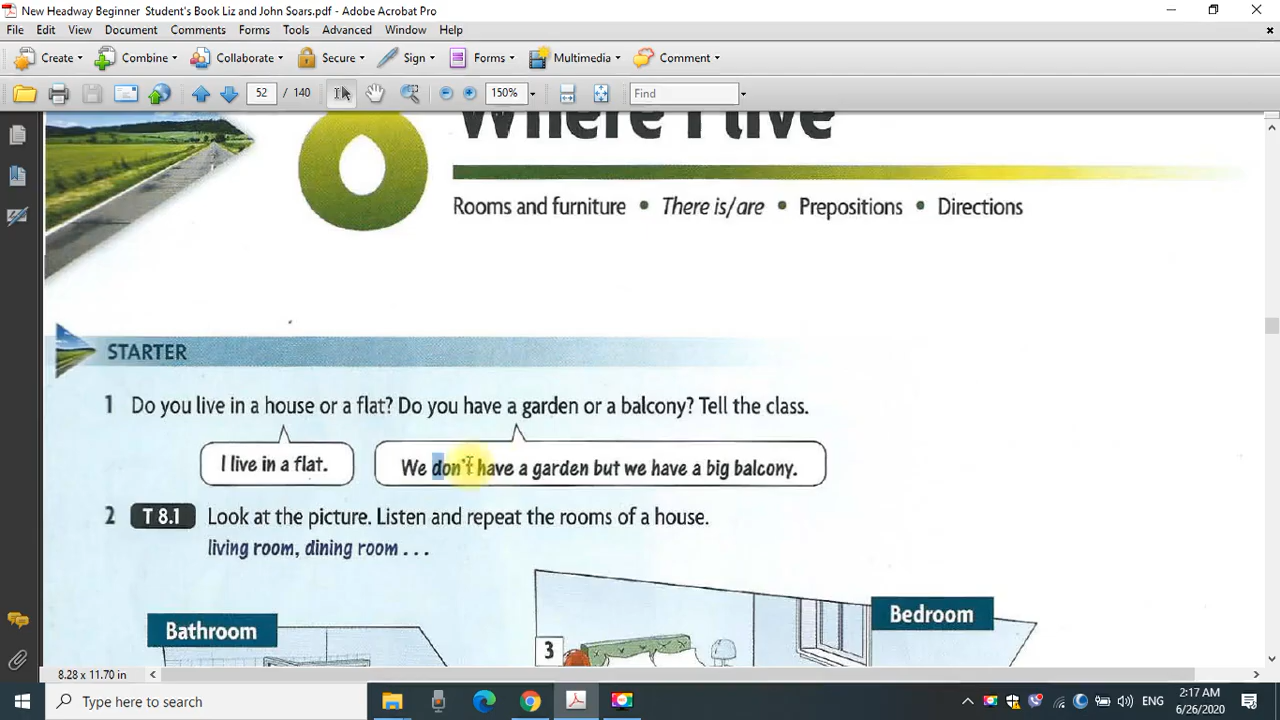 New Headway Beginner  Student's Book Liz and John Soars.pdf - Adobe Acrobat Pro
File Edit View Document Comments Forms Tools Advanced Window Help
Create Combine Collaborate Secure Sign Forms Multimedia Comment
52 / 140 150% Find
Where I live
Rooms and furniture • There is/are • Prepositions • Directions
STARTER
1 Do you live in a house or a flat? Do you have a garden or a balcony? Tell the class.
I live in a flat.
We don't have a garden but we have a big balcony.
2 T 8.1 Look at the picture. Listen and repeat the rooms of a house.
living room, dining room . . .
Bedroom
Bathroom
3
8.28 x 11.70 in
Type here to search
ENG
2:17 AM
6/26/2020